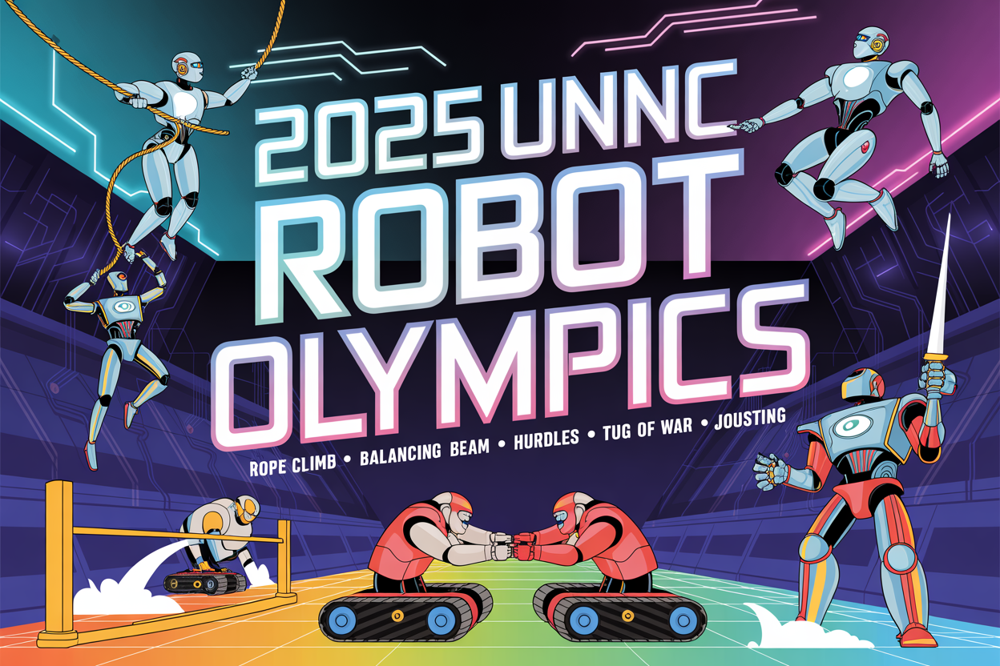 2025 UNNC
ROBOT
OLYMPICS
ROPE CLIMB • BALANCING BEAM • HURDLES • TUG OF WAR • JOUSTING